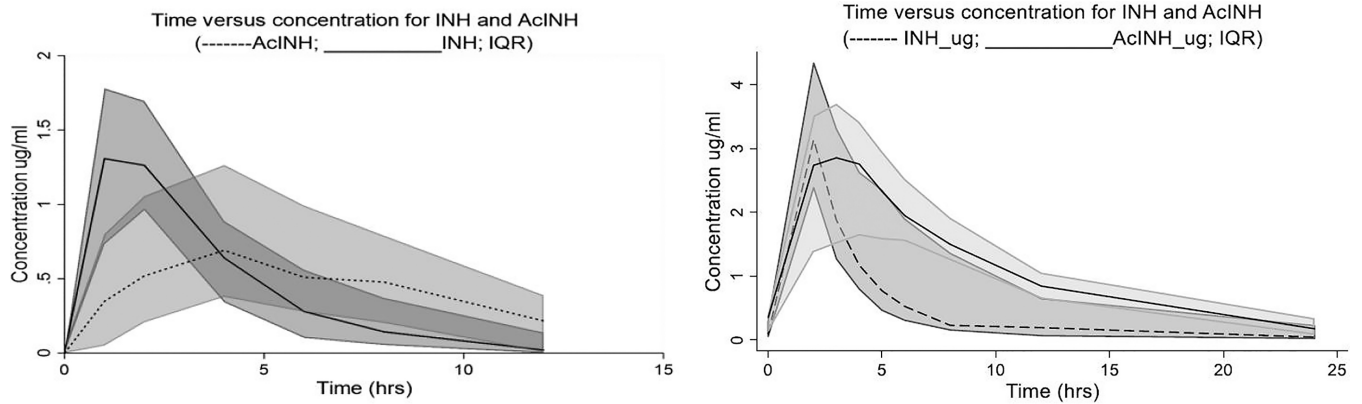 Time versus concentration for INH and AcINH
(-------AcINH; ___________INH; IQR)
Concentration ug/ml
2
1.5
1
.5
0
0
5
10
15
Time (hrs)
Time versus concentration for INH and AcINH
(------- INH_ug; ____________AcINH_ug; IQR)
Concentration ug/ml
4
3
2
1
0
0
5
10
15
20
25
Time (hrs)